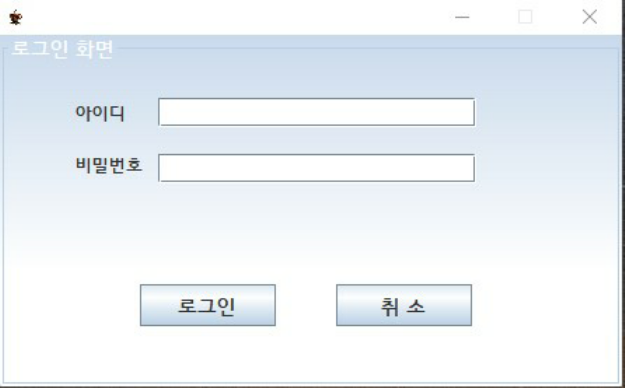 로그인 화면
아이디
비밀번호
로그인
취 소